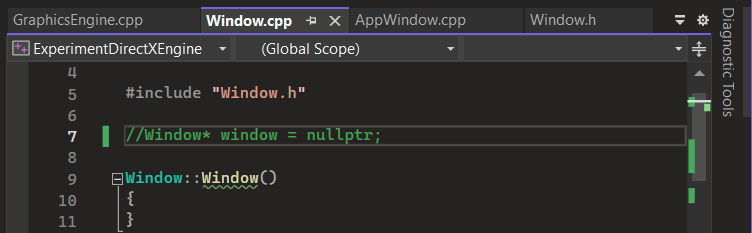 GraphicsEngine.cpp Window.cpp AppWindow.cpp Window.h
ExperimentDirectXEngine (Global Scope)
4
5 #include "Window.h"
6
7 //Window* window = nullptr;
8
9 Window::Window()
10 {
11 }
Diagnostic Tools